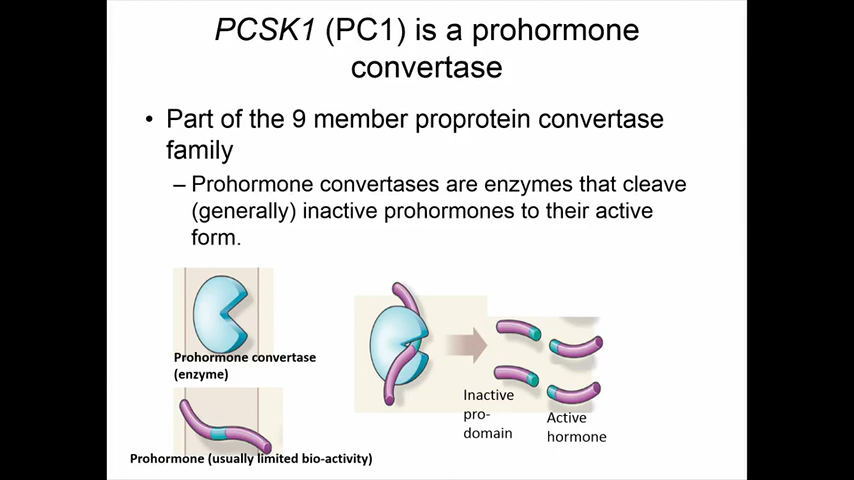 PCSK1 (PC1) is a prohormone
convertase
• Part of the 9 member proprotein convertase
family
– Prohormone convertases are enzymes that cleave
(generally) inactive prohormones to their active
form.
Prohormone convertase
(enzyme)
Prohormone (usually limited bio-activity)
Inactive
pro-
domain
Active
hormone